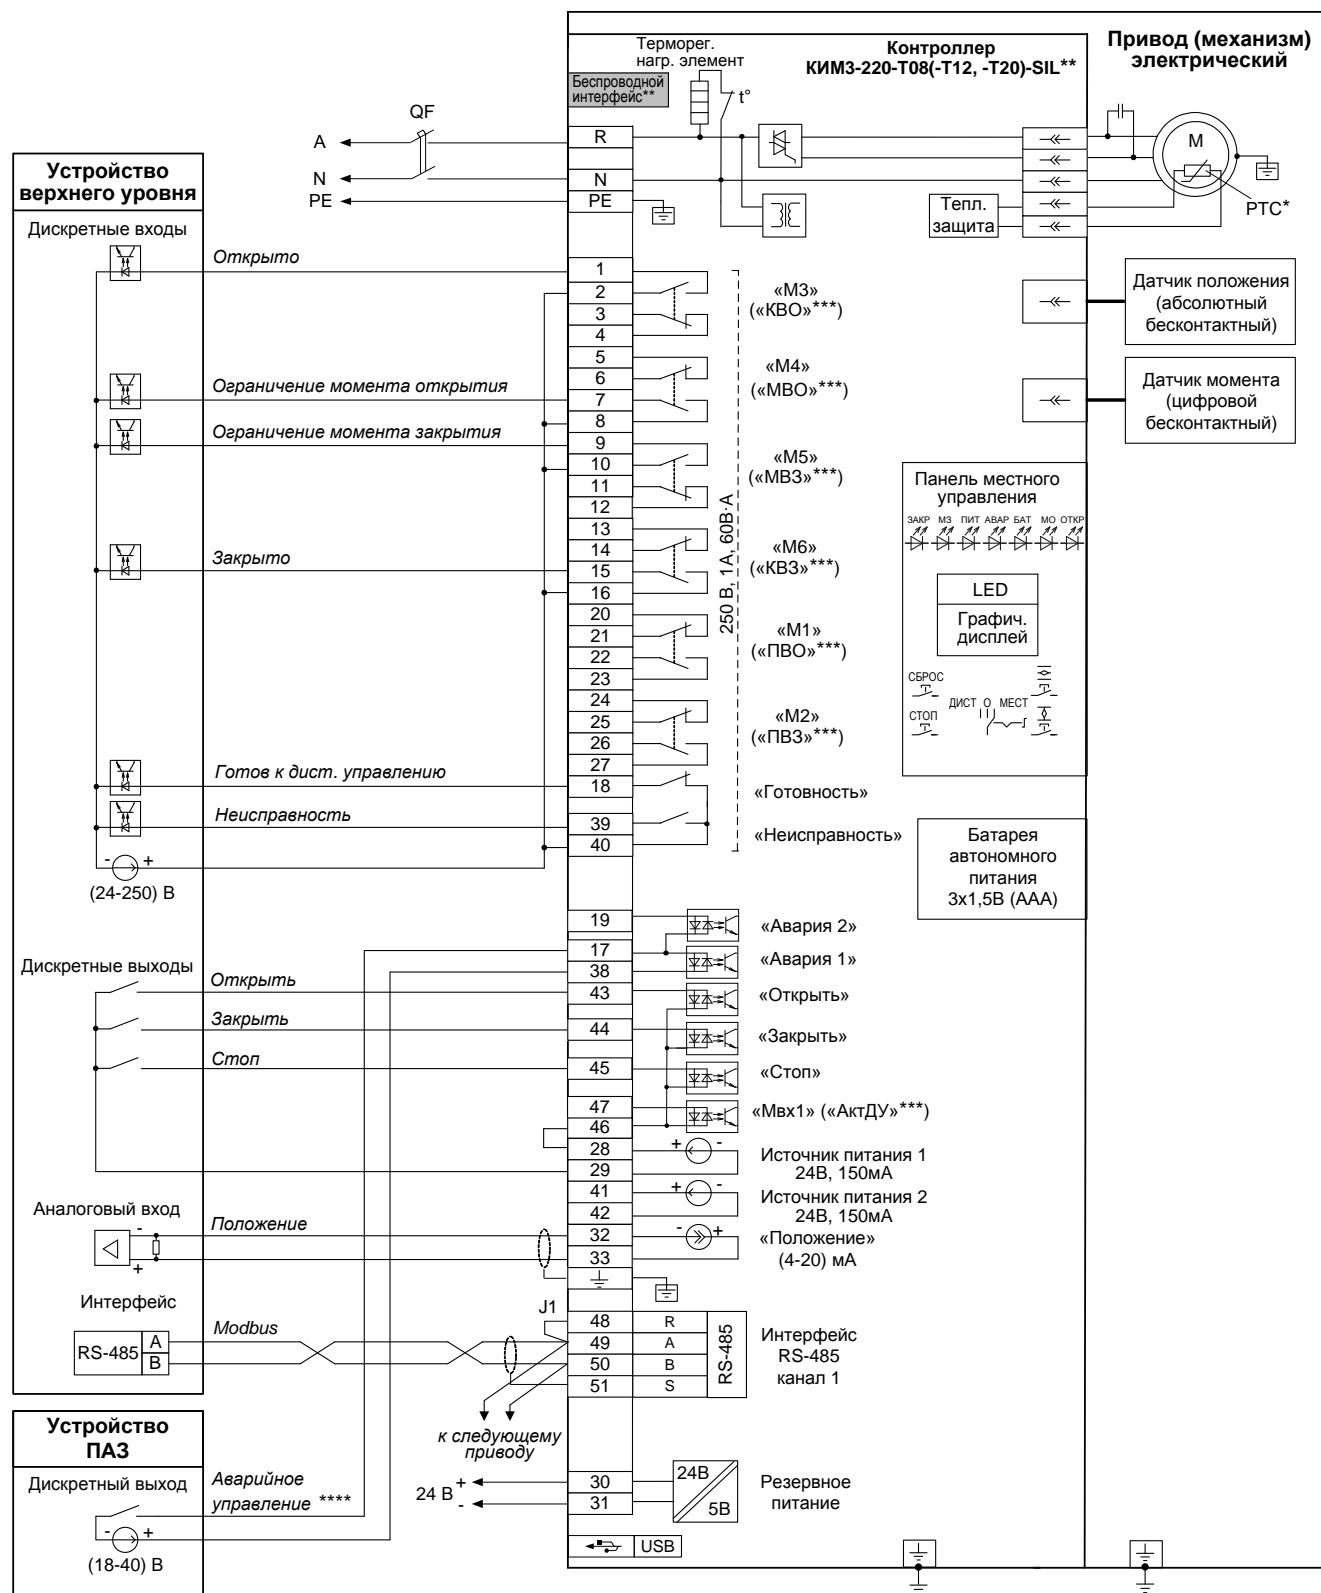 Терморег.
нагр. элемент
Контроллер
КИМ3-220-Т08(-Т12, -Т20)-SIL**
Привод (механизм)
электрический
Беспроводной
интерфейс**
t°
QF
A
R
N
N
PE
PE
M
Тепл.
защита
PTC*
Устройство
верхнего уровня
Дискретные входы
Открыто
1
2
3
4
«М3»
(«КВО»***)
Датчик положения
(абсолютный
бесконтактный)
Ограничение момента открытия
5
6
7
8
«М4»
(«МВО»***)
Датчик момента
(цифровой
бесконтактный)
Ограничение момента закрытия
9
10
11
12
«М5»
(«МВЗ»***)
250 В, 1А, 60В·А
Панель местного
управления
ЗАКР МЗ ПИТ АВАР БАТ МО ОТКР
LED
Графич.
дисплей
СБРОС
СТОП
ДИСТ О МЕСТ
Закрыто
13
14
15
16
«М6»
(«КВЗ»***)
20
21
22
23
«М1»
(«ПВО»***)
24
25
26
27
«М2»
(«ПВЗ»***)
Готов к дист. управлению
18
«Готовность»
Неисправность
39
40
«Неисправность»
- +
(24-250) В
Батарея
автономного
питания
3х1,5В (ААА)
19
«Авария 2»
17
38
«Авария 1»
Дискретные выходы
Открыть
43
«Открыть»
Закрыть
44
«Закрыть»
Стоп
45
«Стоп»
47
46
«Мвх1» («АктДУ»***)
28
29
+ -
Источник питания 1
24В, 150мА
41
42
+ -
Источник питания 2
24В, 150мА
Аналоговый вход
-
+
Положение
32
33
- +
«Положение»
(4-20) мА
Интерфейс
RS-485
A
B
Modbus
J1
48
49
50
51
R
A
B
S
RS-485
Интерфейс
RS-485
канал 1
к следующему
приводу
Устройство
ПАЗ
Дискретный выход
Аварийное
управление ****
- +
(18-40) В
24 В
+
-
30
31
24В
5В
Резервное
питание
USB